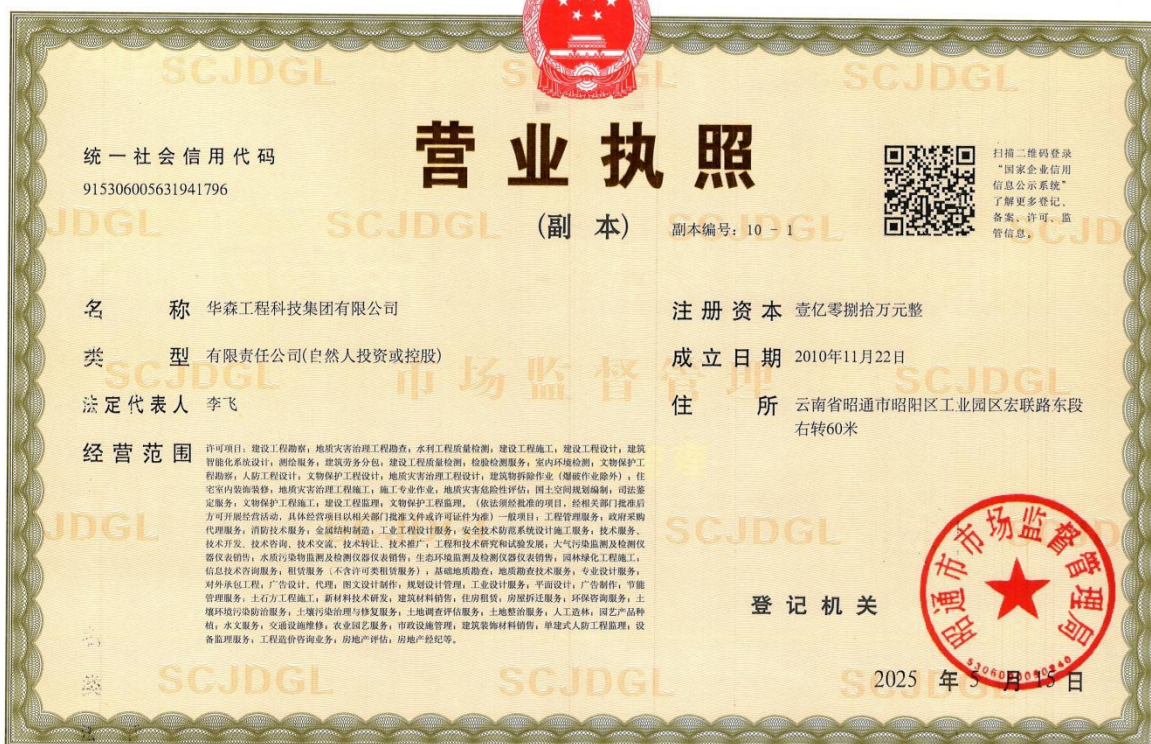 营业执照
(副 本)
副本编号：10 - 1
统一社会信用代码
915306005631941796
扫描二维码登录
“国家企业信用
信息公示系统”
了解更多登记、
备案、许可、监
管信息。
名 称 华森工程科技集团有限公司
类 型 有限责任公司(自然人投资或控股)
法定代表人 李飞
经营范围 许可项目：建设工程勘察；地质灾害治理工程勘查；水利工程质量检测；建设工程施工；建设工程设计；建筑
智能化系统设计；测绘服务；建筑劳务分包；建设工程质量检测；检验检测服务；室内环境检测；文物保护工
程勘察；人防工程设计；文物保护工程设计；地质灾害治理工程设计；建筑物拆除作业（爆破作业除外）；住
宅室内装饰装修；地质灾害治理工程施工；施工专业作业；地质灾害危险性评估；国土空间规划编制；司法鉴
定服务；文物保护工程施工；建设工程监理；文物保护工程监理。（依法须经批准的项目，经相关部门批准后
方可开展经营活动，具体经营项目以相关部门批准文件或许可证件为准）一般项目：工程管理服务；政府采购
代理服务；消防技术服务；金属结构制造；工业工程设计服务；安全技术防范系统设计施工服务；技术服务、
技术开发、技术咨询、技术交流、技术转让、技术推广；工程和技术研究和试验发展；大气污染监测及检测仪
器仪表销售；水质污染物监测及检测仪器仪表销售；生态环境监测及检测仪器仪表销售；园林绿化工程施工；
信息技术咨询服务；租赁服务（不含许可类租赁服务）；基础地质勘查；地质勘查技术服务；专业设计服务；
对外承包工程；广告设计、代理；图文设计制作；规划设计管理；工业设计服务；平面设计；广告制作；节能
管理服务；土石方工程施工；新材料技术研发；建筑材料销售；住房租赁；房屋拆迁服务；环保咨询服务；土
壤环境污染防治服务；土壤污染治理与修复服务；土地调查评估服务；土地整治服务；人工造林；园艺产品种
植；水文服务；交通设施维修；农业园艺服务；市政设施管理；建筑装饰材料销售；单建式人防工程监理；设
备监理服务；工程造价咨询业务；房地产评估；房地产经纪等。
注册资本 壹亿零捌拾万元整
成立日期 2010年11月22日
住 所 云南省昭通市昭阳区工业园区宏联路东段
右转60米
登记机关
昭通市市场监督管理局
2025 年 5 月 15 日
SCJDGL
市场监督管理